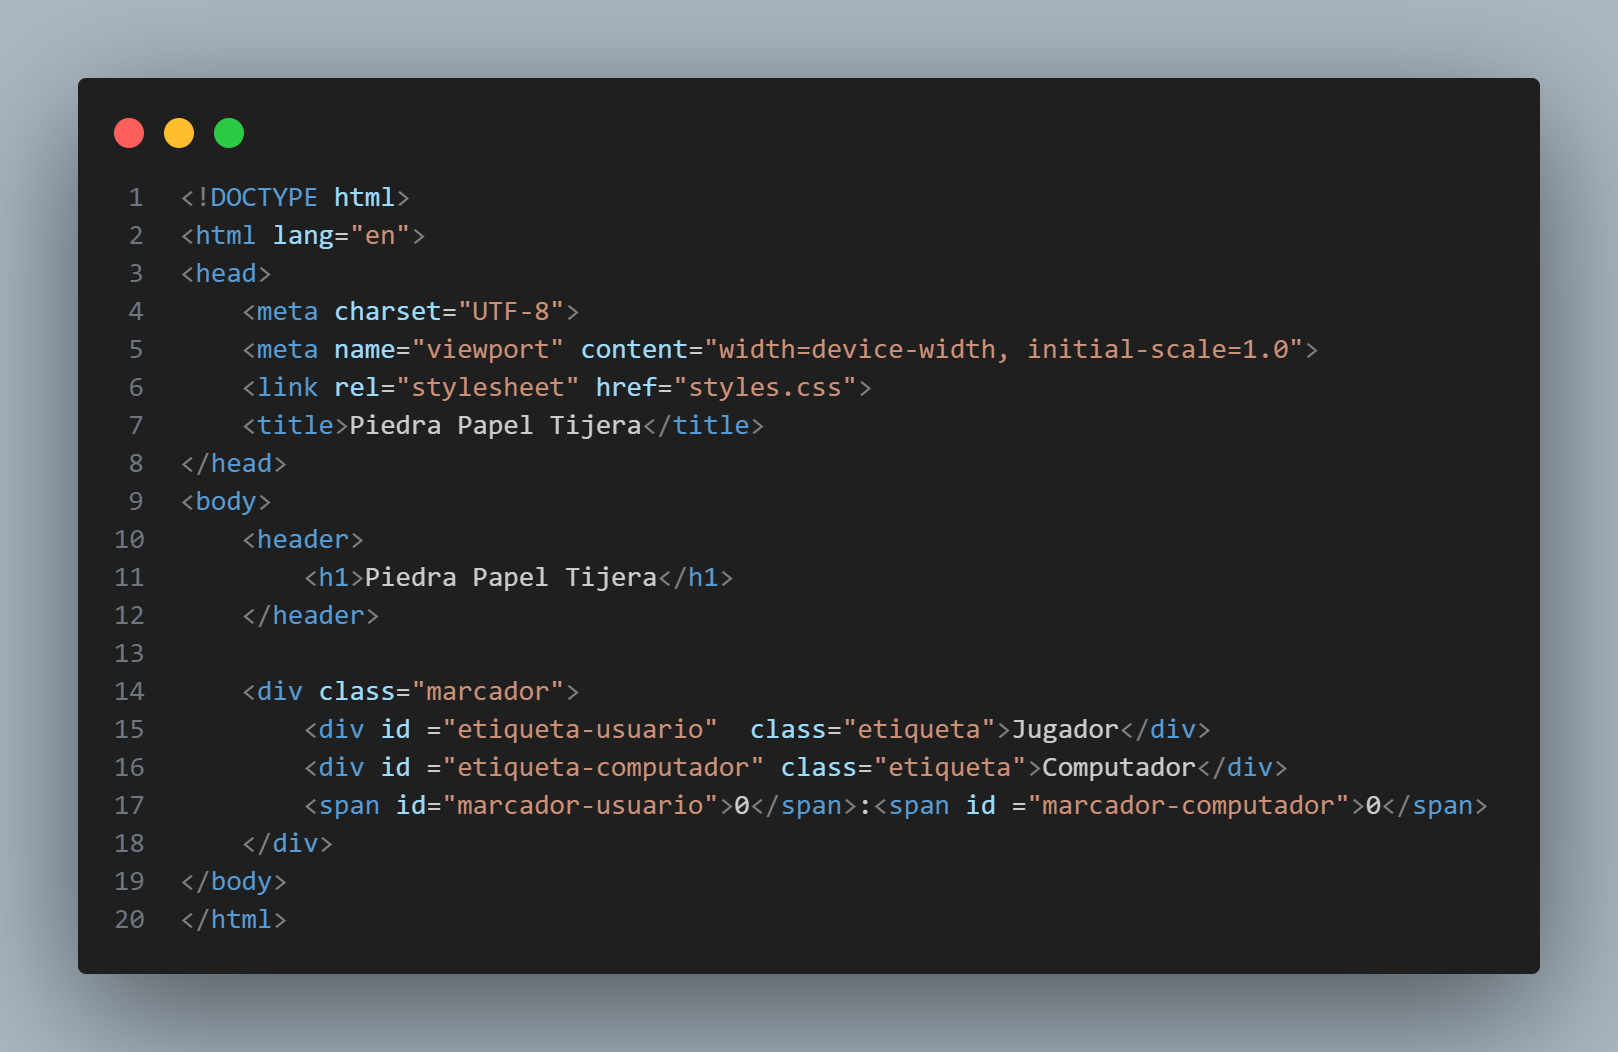 1 <!DOCTYPE html>
2 <html lang="en">
3 <head>
4     <meta charset="UTF-8">
5     <meta name="viewport" content="width=device-width, initial-scale=1.0">
6     <link rel="stylesheet" href="styles.css">
7     <title>Piedra Papel Tijera</title>
8 </head>
9 <body>
10     <header>
11         <h1>Piedra Papel Tijera</h1>
12     </header>
13
14     <div class="marcador">
15         <div id ="etiqueta-usuario"  class="etiqueta">Jugador</div>
16         <div id ="etiqueta-computador" class="etiqueta">Computador</div>
17         <span id="marcador-usuario">0</span>:<span id ="marcador-computador">0</span>
18     </div>
19 </body>
20 </html>